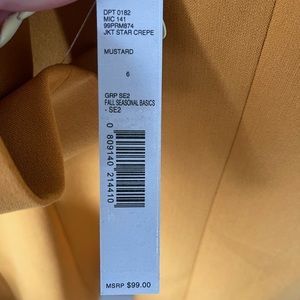 DPT 0182
MIC 141
99PRM874
JKT STAR CREPE
MUSTARD
6
GRP SE2
FALL SEASONAL BASICS
- SE2
0 809140 214410
MSRP $99.00